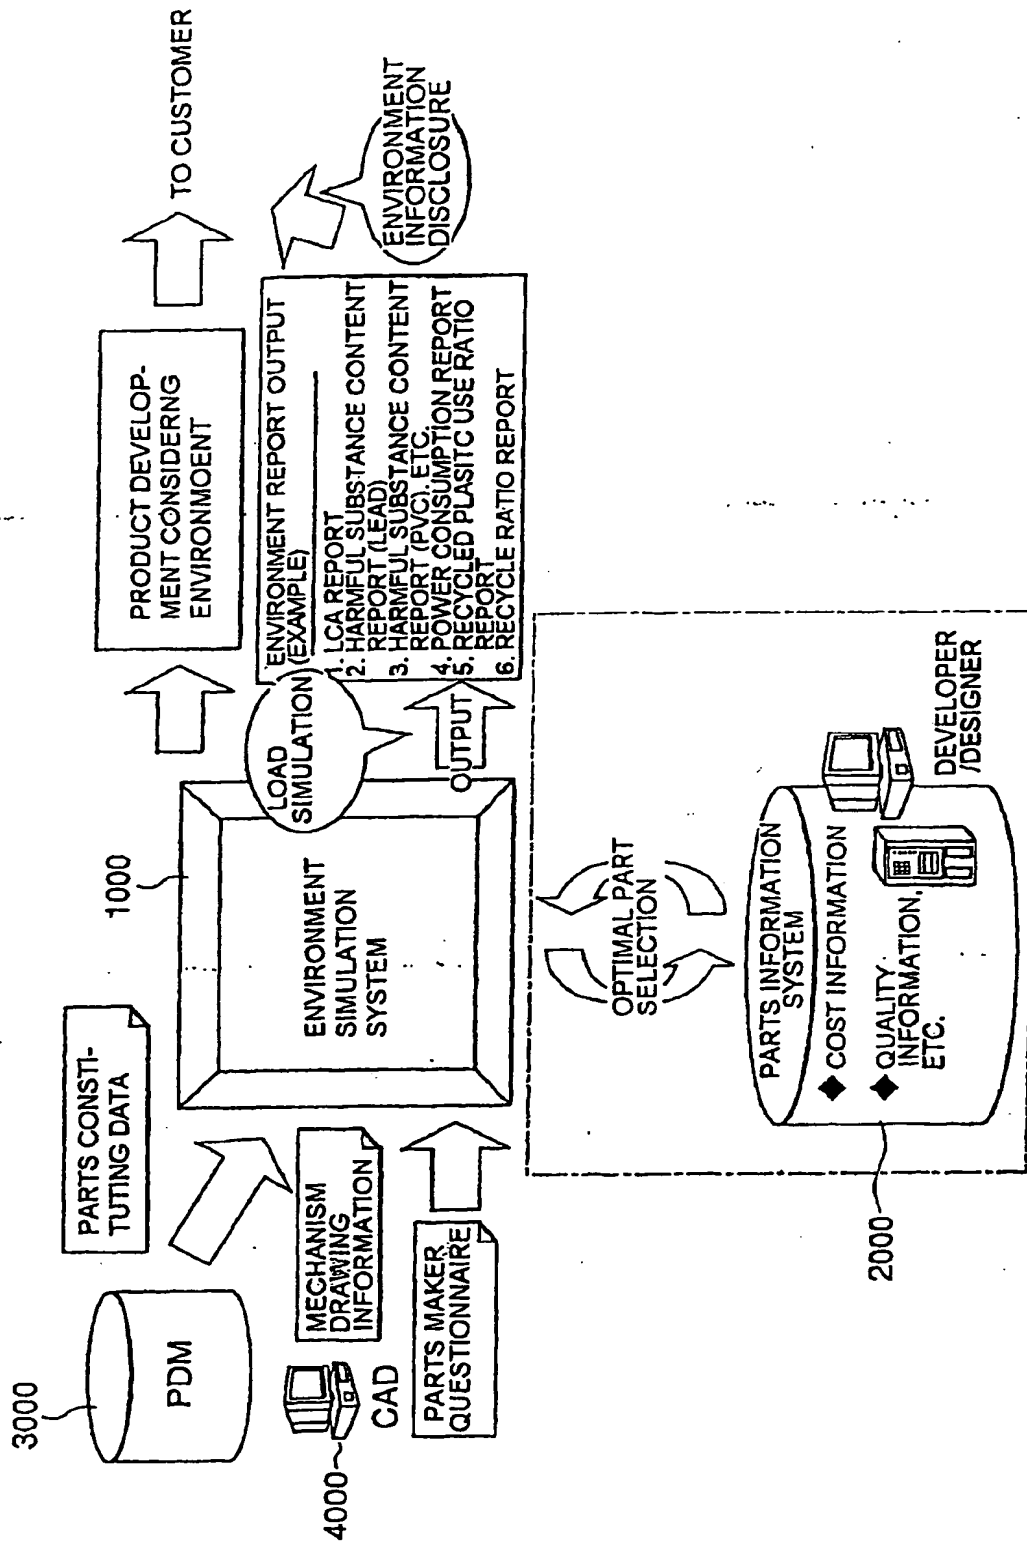 3000
PDM
PARTS CONSTI-
TUTING DATA
4000
CAD
MECHANISM
DRAWING
INFORMATION
PARTS MAKER
QUESTIONNAIRE
1000
ENVIRONMENT
SIMULATION
SYSTEM
LOAD
SIMULATION
OUTPUT
PRODUCT DEVELOP-
MENT CONSIDERNG
ENVIRONMOENT
TO CUSTOMER
ENVIRONMENT REPORT OUTPUT
(EXAMPLE)
1. LCA REPORT
2. HARMFUL SUBSTANCE CONTENT
REPORT (LEAD)
3. HARMFUL SUBSTANCE CONTENT
REPORT (PVC). ETC.
4. POWER CONSUMPTION REPORT
5. RECYCLED PLASITC USE RATIO
REPORT
6. RECYCLE RATIO REPORT
ENVIRONMENT
INFORMATION
DISCLOSURE
OPTIMAL PART
SELECTION
2000
PARTS INFORMATION
SYSTEM
◆ COST INFORMATION
◆ QUALITY
INFORMATION,
ETC.
DEVELOPER
/DESIGNER